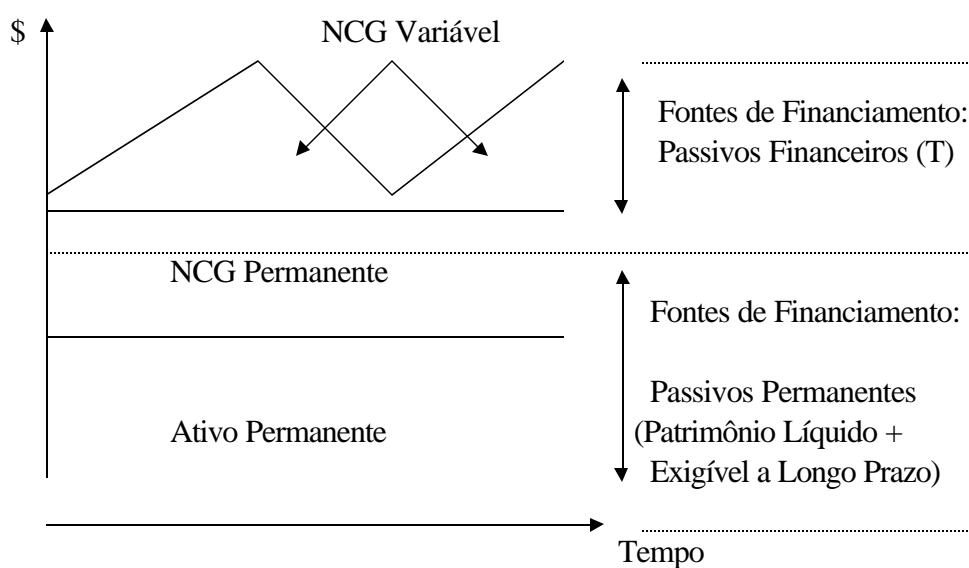 $
NCG Variável
Fontes de Financiamento:
Passivos Financeiros (T)
NCG Permanente
Fontes de Financiamento:
Passivos Permanentes
Ativo Permanente
(Patrimônio Líquido +
Exigível a Longo Prazo)
Tempo